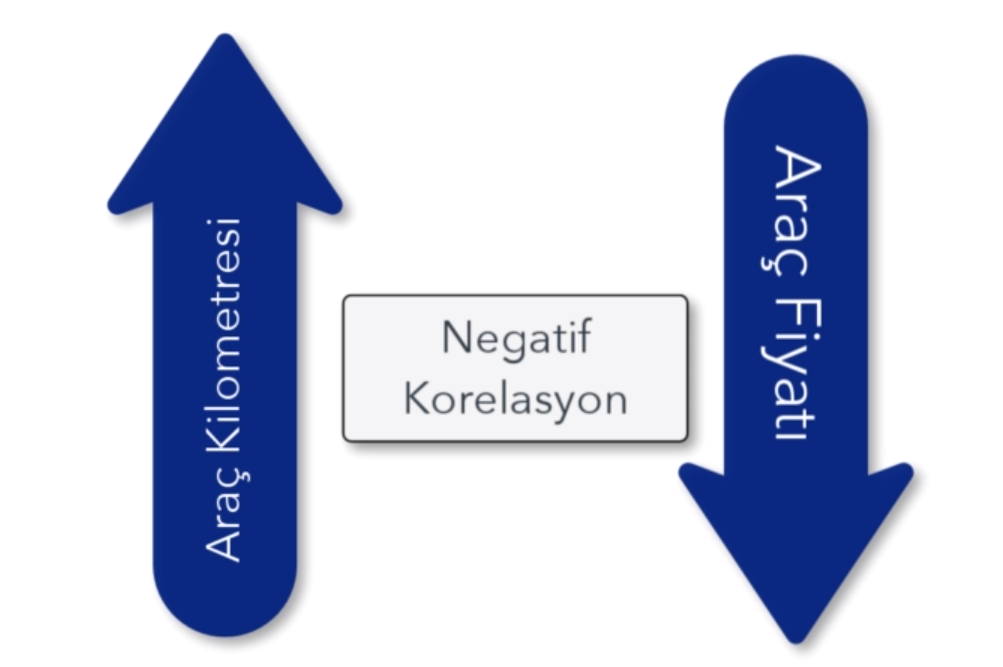 Araç Kilometresi
Negatif
Korelasyon
Araç Fiyatı